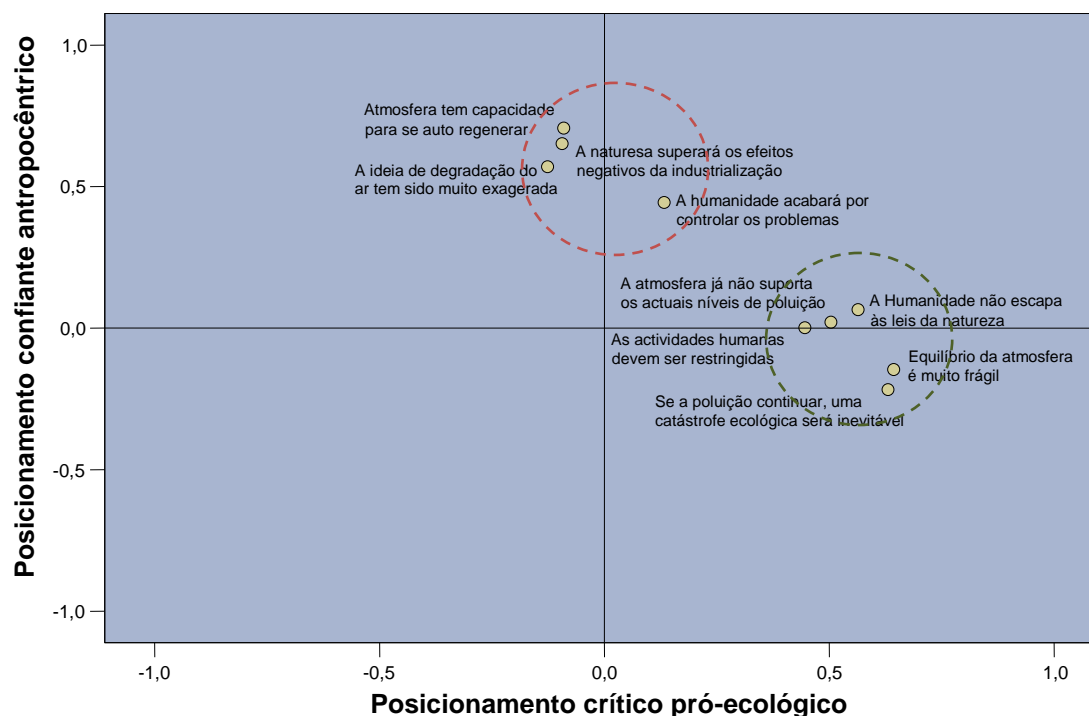 Posicionamento confiante antropocêntrico
1,0
0,5
0,0
-0,5
-1,0
Atmosfera tem capacidade
para se auto regenerar
A naturesa superará os efeitos
negativos da industrialização
A ideia de degradação do
ar tem sido muito exagerada
A humanidade acabará por
controlar os problemas
A atmosfera já não suporta
os actuais níveis de poluição
A Humanidade não escapa
às leis da natureza
As actividades humanas
devem ser restringidas
Equilíbrio da atmosfera
é muito frágil
Se a poluição continuar, uma
catástrofe ecológica será inevitável
-1,0
-0,5
0,0
0,5
1,0
Posicionamento crítico pró-ecológico